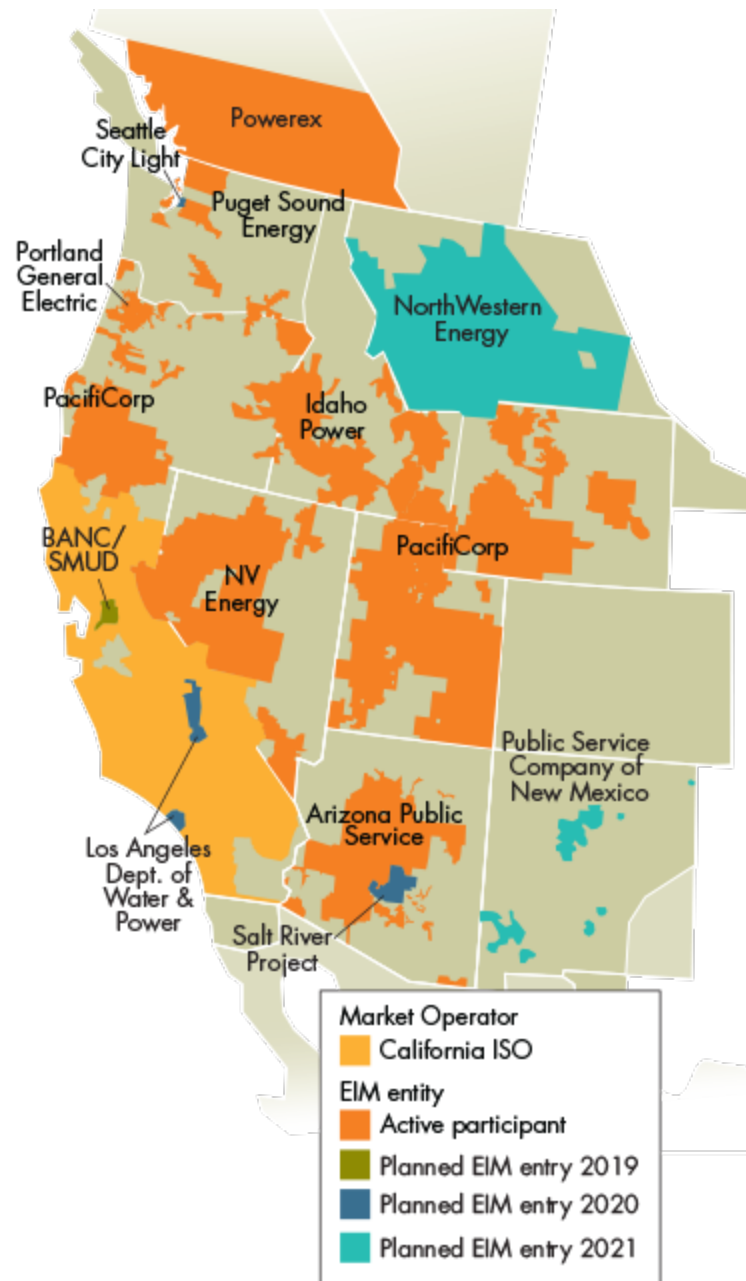 Powerex
Seattle
City Light
Puget Sound
Energy
Portland
General
Electric
NorthWestern
Energy
PacifiCorp
Idaho
Power
BANC/
SMUD
NV
Energy
PacifiCorp
Public Service
Company of
New Mexico
Arizona Public
Service
Los Angeles
Dept. of
Water &
Power
Salt River
Project
Market Operator
California ISO
EIM entity
Active participant
Planned EIM entry 2019
Planned EIM entry 2020
Planned EIM entry 2021